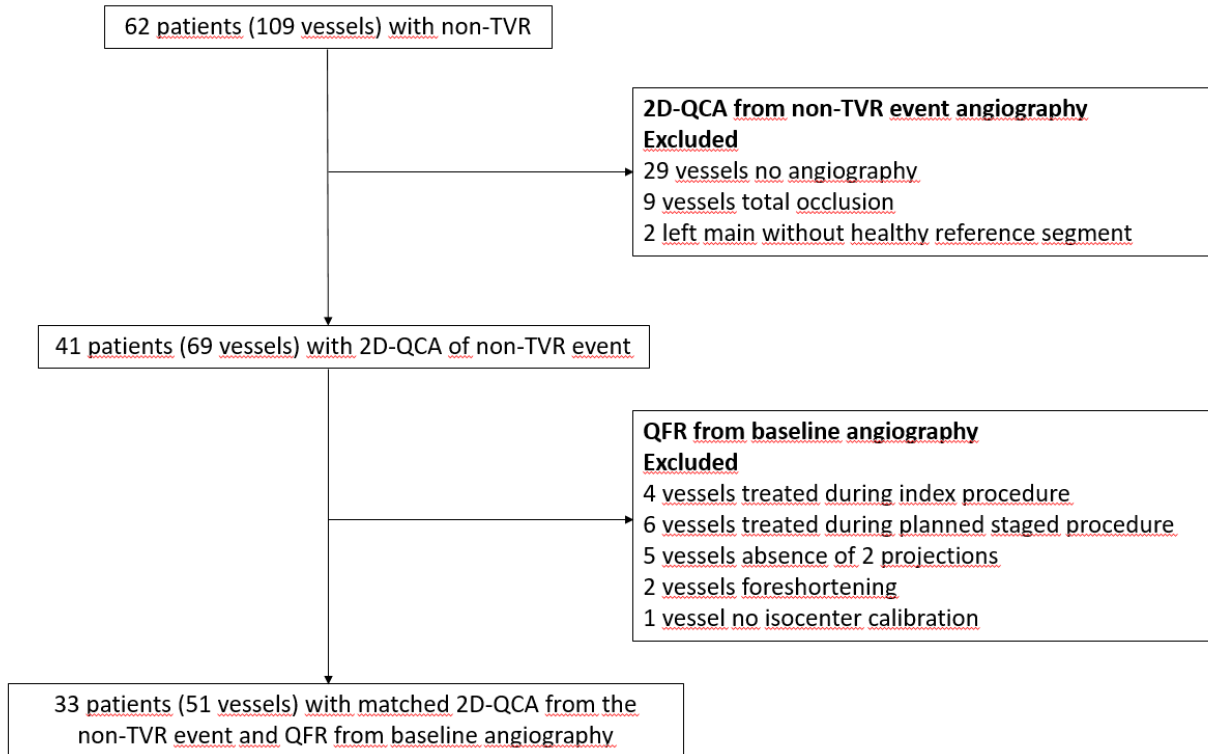 62 patients (109 vessels) with non-TVR
2D-QCA from non-TVR event angiography
Excluded
29 vessels no angiography
9 vessels total occlusion
2 left main without healthy reference segment
41 patients (69 vessels) with 2D-QCA of non-TVR event
QFR from baseline angiography
Excluded
4 vessels treated during index procedure
6 vessels treated during planned staged procedure
5 vessels absence of 2 projections
2 vessels foreshortening
1 vessel no isocenter calibration
33 patients (51 vessels) with matched 2D-QCA from the
non-TVR event and QFR from baseline angiography